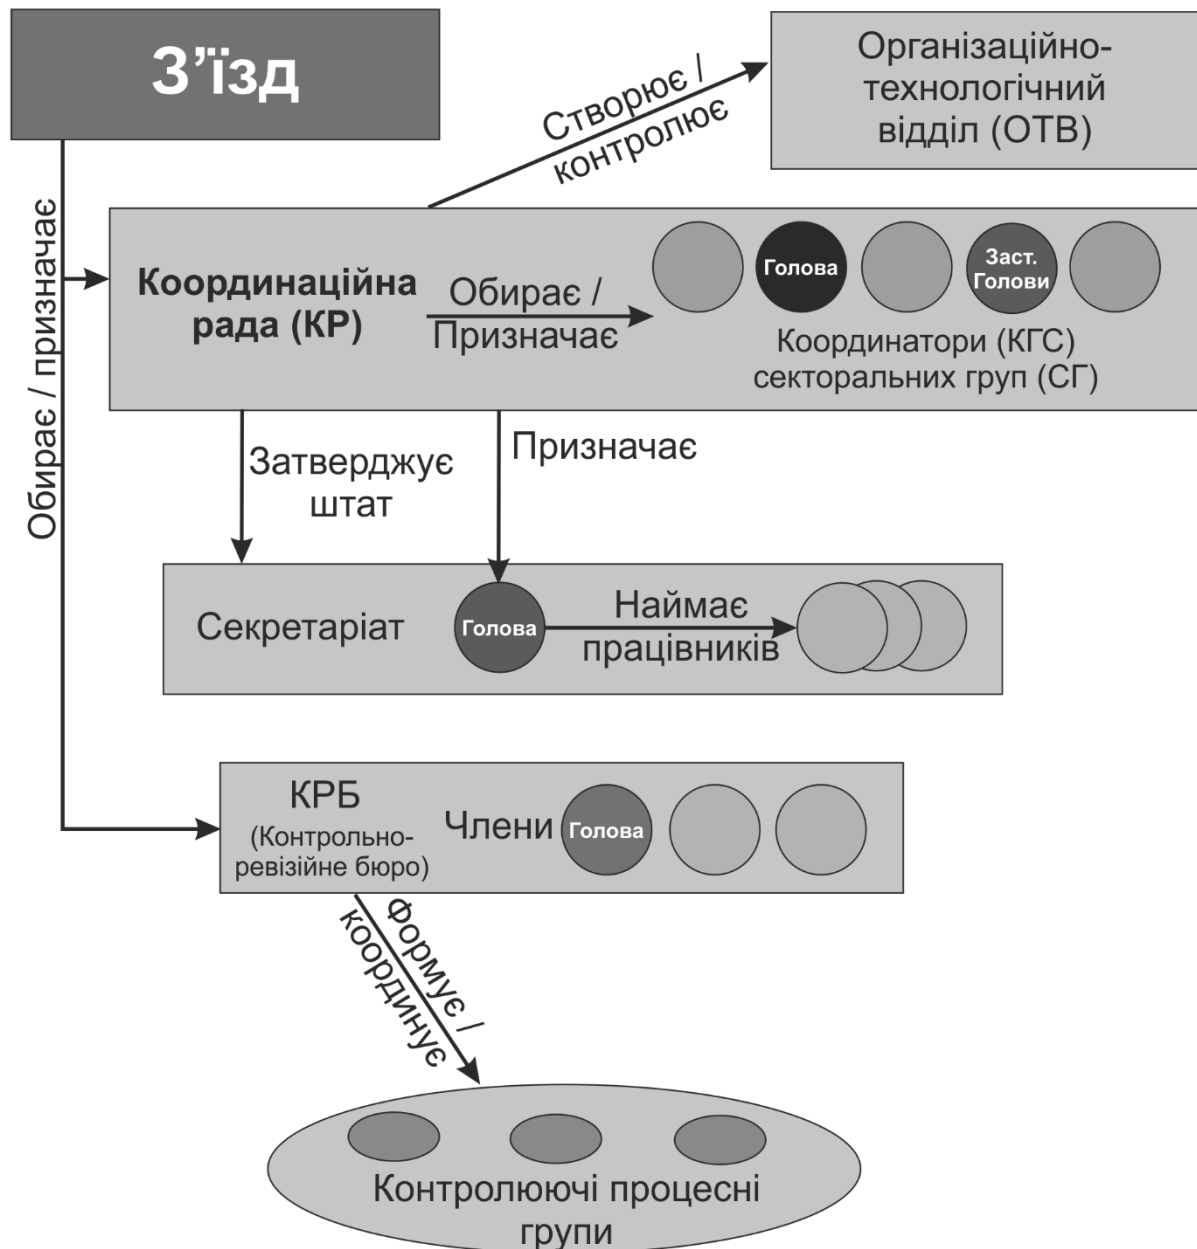 З’їзд
Організаційно-
технологічний
відділ (ОТВ)
Створює /
контролює
Обирає / призначає
Координаційна
рада (КР)
Обирає /
Призначає
Голова
Заст.
Голови
Координатори (КГС)
секторальних груп (СГ)
Затверджує
штат
Призначає
Секретаріат
Голова
Наймає
працівників
КРБ
(Контрольно-
ревізійне бюро)
Члени
Голова
Формує /
координує
Контролюючі процесні
групи